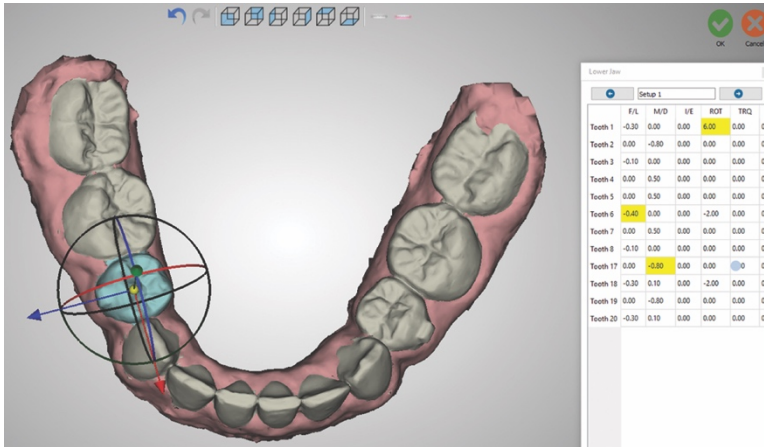 OK
Cancel
Lower Jaw
Setup 1
F/L M/D I/E ROT TRQ
Tooth 1 -0.30 0.00 0.00 6.00 0.00
Tooth 2 0.00 -0.80 0.00 0.00 0.00
Tooth 3 -0.10 0.00 0.00 0.00 0.00
Tooth 4 0.00 0.50 0.00 0.00 0.00
Tooth 5 0.00 0.50 0.00 0.00 0.00
Tooth 6 -0.40 0.00 0.00 -2.00 0.00
Tooth 7 0.00 0.50 0.00 0.00 0.00
Tooth 8 -0.10 0.00 0.00 0.00 0.00
Tooth 17 0.00 -0.80 0.00 0.00
Tooth 18 -0.30 0.10 0.00 -2.00 0.00
Tooth 19 0.00 -0.80 0.00 0.00 0.00
Tooth 20 -0.30 0.10 0.00 0.00 0.00